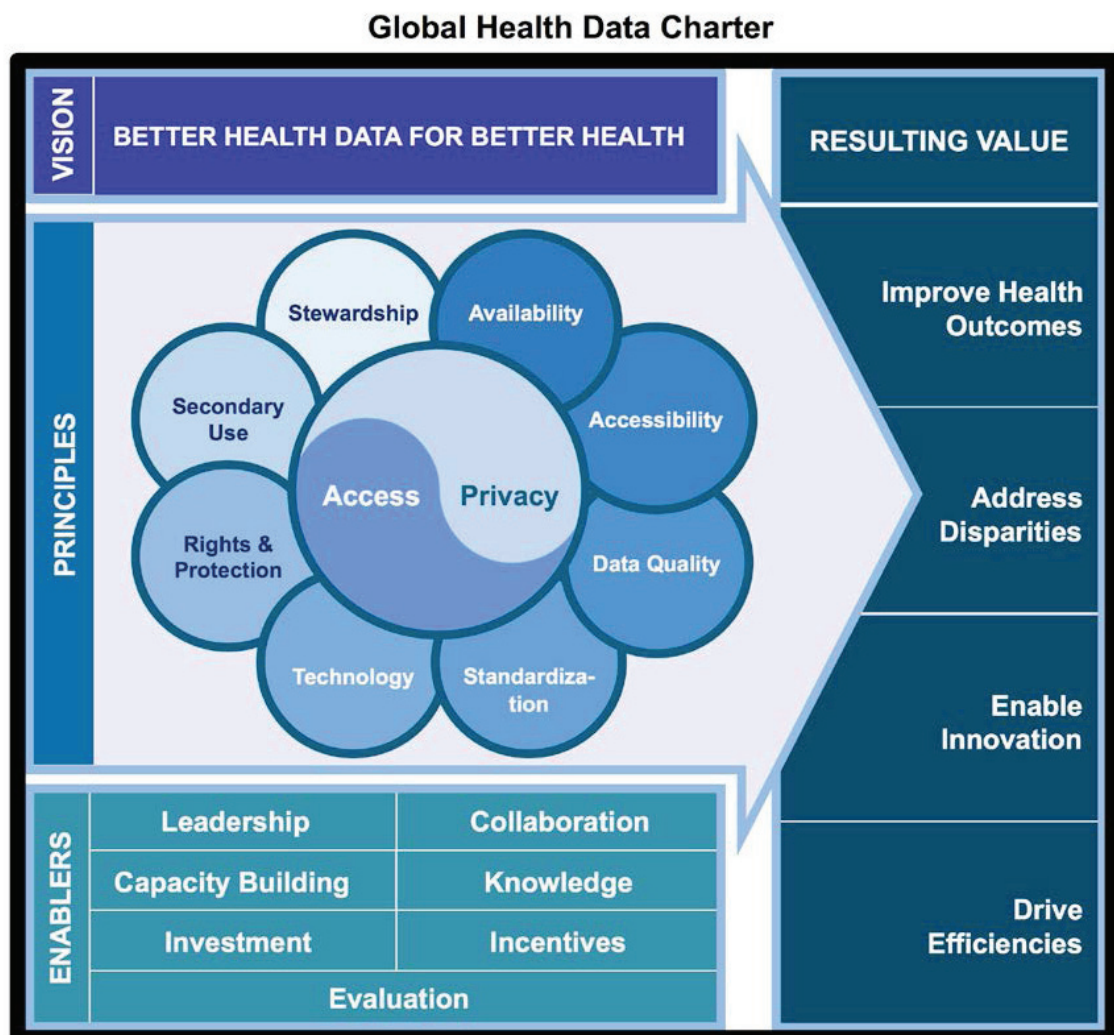 Global Health Data Charter
VISION
BETTER HEALTH DATA FOR BETTER HEALTH
RESULTING VALUE
PRINCIPLES
Stewardship
Availability
Secondary
Use
Accessibility
Access
Privacy
Rights &
Protection
Data Quality
Technology
Standardiza-
tion
Improve Health
Outcomes
Address
Disparities
Enable
Innovation
Drive
Efficiencies
ENABLERS
Leadership
Collaboration
Capacity Building
Knowledge
Investment
Incentives
Evaluation